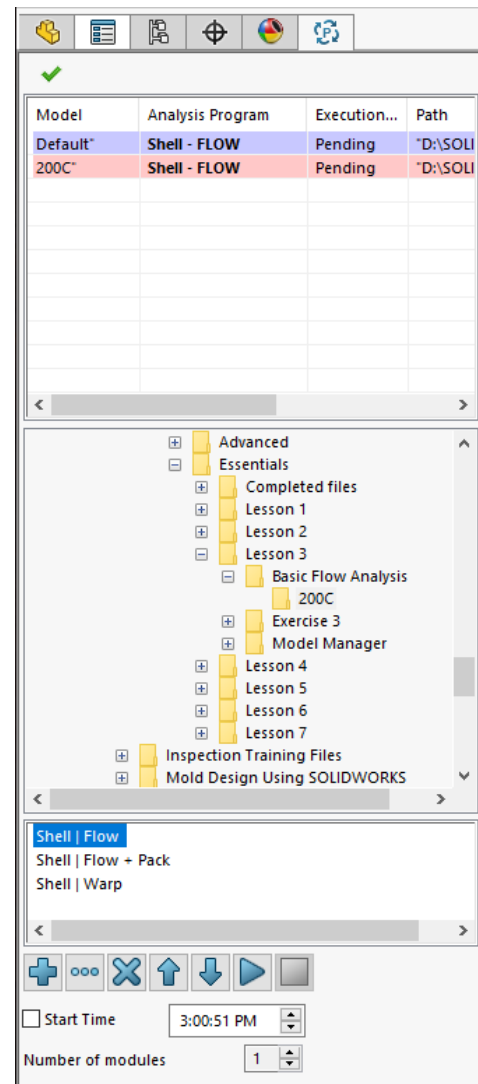 Model Analysis Program Execution... Path
Default" Shell - FLOW Pending "D:\SOLI
200C" Shell - FLOW Pending "D:\SOLI
Advanced
Essentials
Completed files
Lesson 1
Lesson 2
Lesson 3
Basic Flow Analysis
200C
Exercise 3
Model Manager
Lesson 4
Lesson 5
Lesson 6
Lesson 7
Inspection Training Files
Mold Design Using SOLIDWORKS
Shell | Flow
Shell | Flow + Pack
Shell | Warp
Start Time 3:00:51 PM
Number of modules 1